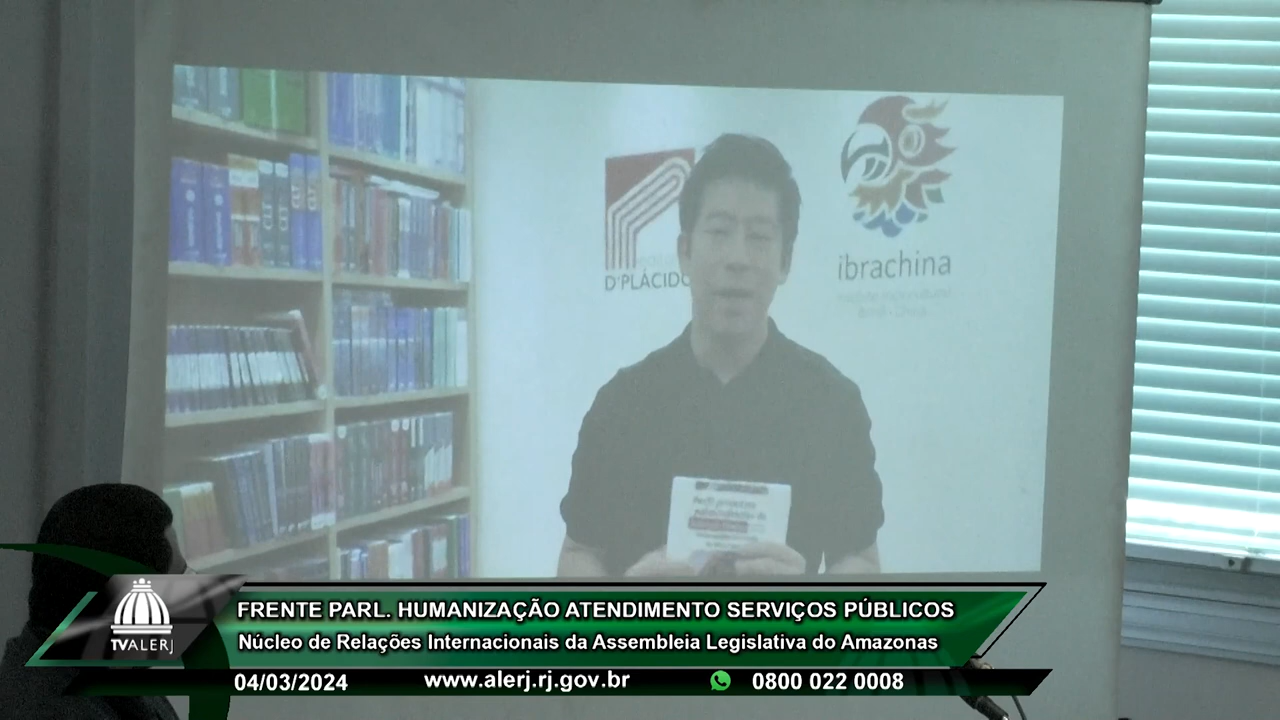 D'PLÁCIDO
ibrachina
FRENTE PARL. HUMANIZAÇÃO ATENDIMENTO SERVIÇOS PÚBLICOS
Núcleo de Relações Internacionais da Assembleia Legislativa do Amazonas
TVALERJ
04/03/2024 www.alerj.rj.gov.br 0800 022 0008